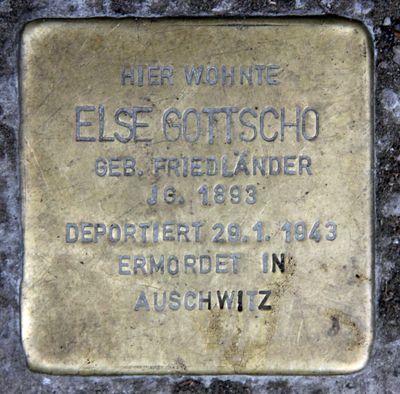 HIER WOHNTE
ELSE GOTTSCHO
GEB. FRIEDLÄNDER
JG. 1893
DEPORTIERT 29.1.1943
ERMORDET IN
AUSCHWITZ